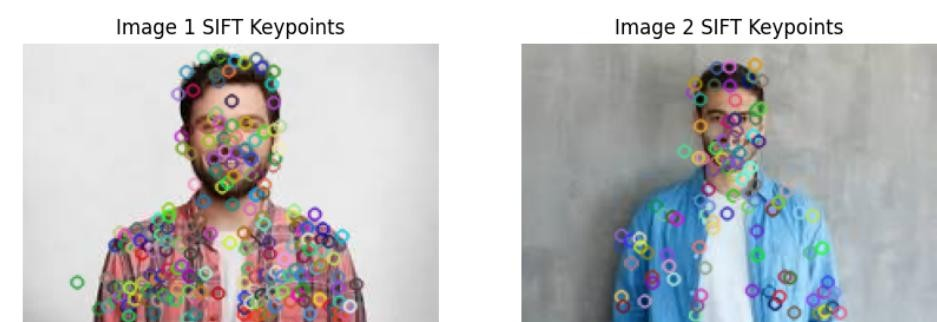 Image 1 SIFT Keypoints
Image 2 SIFT Keypoints